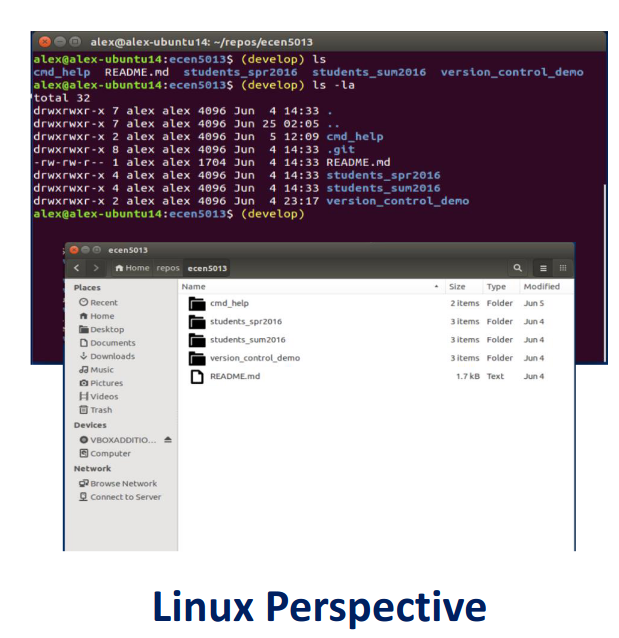 alex@alex-ubuntu14: ~/repos/ecen5013
alex@alex-ubuntu14:ecen5013$ (develop) ls
cmd_help README.md students_spr2016 students_sum2016 version_control_demo
alex@alex-ubuntu14:ecen5013$ (develop) ls -la
total 32
drwxrwxr-x 7 alex alex 4096 Jun 4 14:33 .
drwxrwxr-x 7 alex alex 4096 Jun 25 02:05 ..
drwxrwxr-x 2 alex alex 4096 Jun 5 12:09 cmd_help
drwxrwxr-x 8 alex alex 4096 Jun 4 14:33 .git
-rw-rw-r-- 1 alex alex 1704 Jun 4 14:33 README.md
drwxrwxr-x 4 alex alex 4096 Jun 4 14:33 students_spr2016
drwxrwxr-x 4 alex alex 4096 Jun 4 14:33 students_sum2016
drwxrwxr-x 2 alex alex 4096 Jun 4 23:17 version_control_demo
alex@alex-ubuntu14:ecen5013$ (develop)
ecen5013
< > Home repos ecen5013
Places
Recent
Home
Desktop
Documents
Downloads
Music
Pictures
Videos
Trash
Devices
VBOXADDITIO...
Computer
Network
Browse Network
Connect to Server
Name Size Type Modified
cmd_help 2 items Folder Jun 5
students_spr2016 3 items Folder Jun 4
students_sum2016 3 items Folder Jun 4
version_control_demo 3 items Folder Jun 4
README.md 1.7 kB Text Jun 4
Linux Perspective